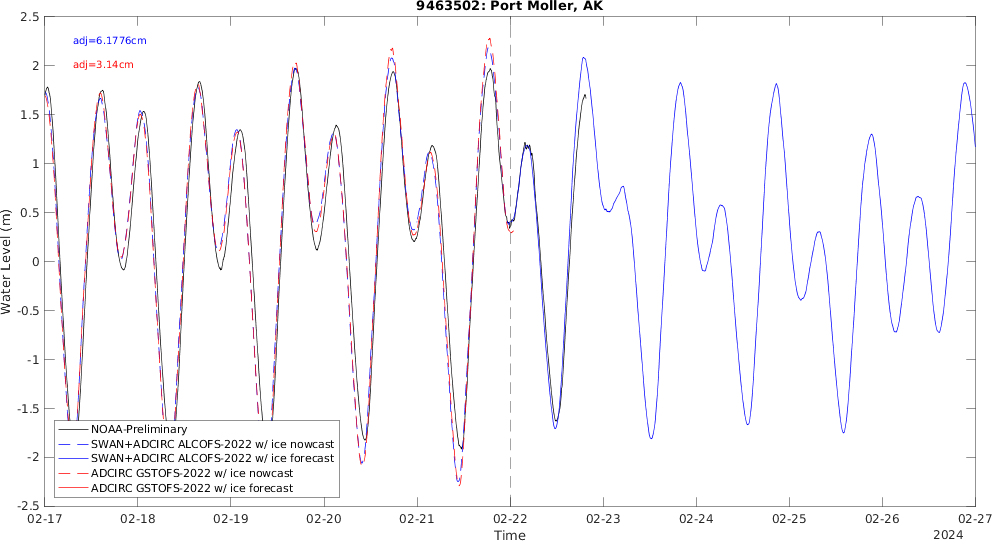 9463502: Port Moller, AK
adj=6.1776cm
adj=3.14cm
Water Level (m)
2.5
2
1.5
1
0.5
0
-0.5
-1
-1.5
-2
-2.5
NOAA-Preliminary
SWAN+ADCIRC ALCOFS-2022 w/ ice nowcast
SWAN+ADCIRC ALCOFS-2022 w/ ice forecast
ADCIRC GSTOFS-2022 w/ ice nowcast
ADCIRC GSTOFS-2022 w/ ice forecast
02-17 02-18 02-19 02-20 02-21 02-22 02-23 02-24 02-25 02-26 02-27
Time
2024